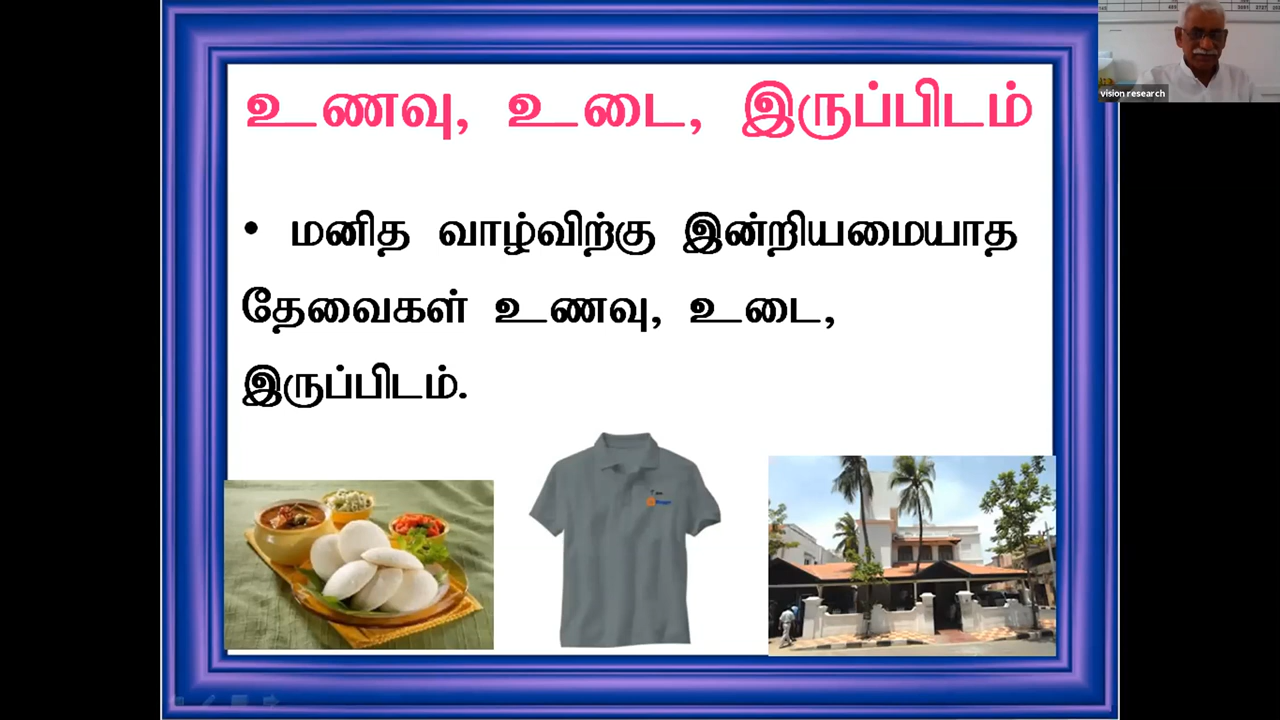 உணவு, உடை, இருப்பிடம்
• மனித வாழ்விற்கு இன்றியமையாத
தேவைகள் உணவு, உடை,
இருப்பிடம்.
vision research